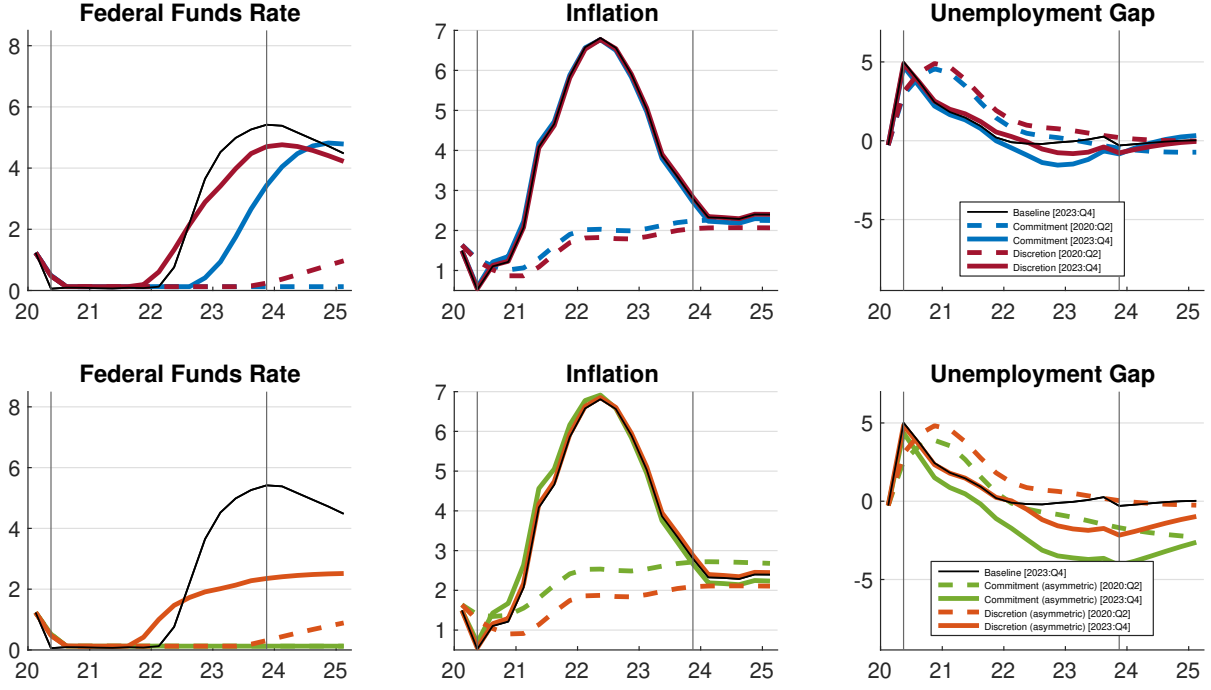 Federal Funds Rate
8
6
4
2
0
20 21 22 23 24 25
Inflation
7
6
5
4
3
2
1
20 21 22 23 24 25
Unemployment Gap
5
0
-5
Baseline [2023:Q4]
Commitment [2020:Q2]
Commitment [2023:Q4]
Discretion [2020:Q2]
Discretion [2023:Q4]
20 21 22 23 24 25
Federal Funds Rate
8
6
4
2
0
20 21 22 23 24 25
Inflation
7
6
5
4
3
2
1
20 21 22 23 24 25
Unemployment Gap
5
0
-5
Baseline [2023:Q4]
Commitment (asymmetric) [2020:Q2]
Commitment (asymmetric) [2023:Q4]
Discretion (asymmetric) [2020:Q2]
Discretion (asymmetric) [2023:Q4]
20 21 22 23 24 25